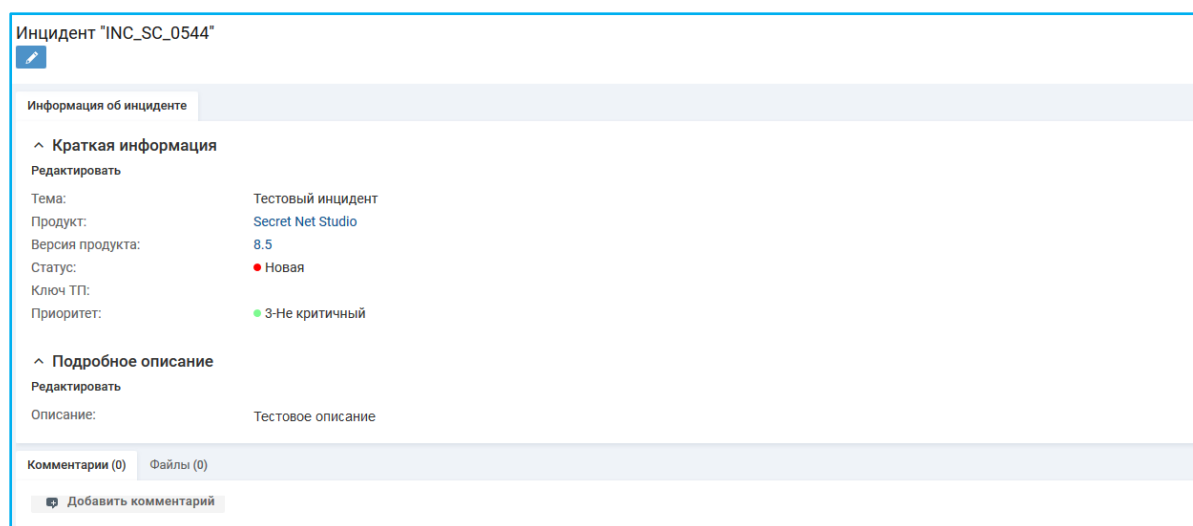 Инцидент "INC_SC_0544"
Информация об инциденте
Краткая информация
Редактировать
Тема: Тестовый инцидент
Продукт: Secret Net Studio
Версия продукта: 8.5
Статус: Новая
Ключ ТП:
Приоритет: 3-Не критичный
Подробное описание
Редактировать
Описание: Тестовое описание
Комментарии (0) Файлы (0)
Добавить комментарий